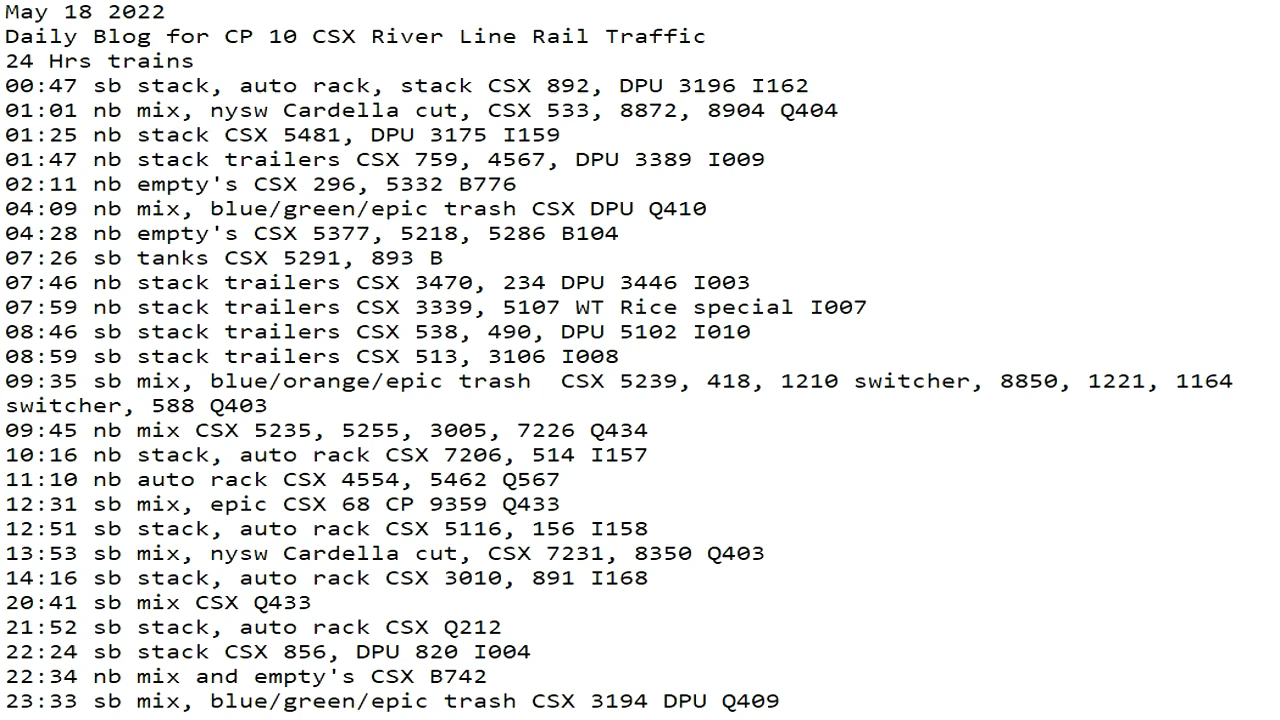 May 18 2022
Daily Blog for CP 10 CSX River Line Rail Traffic
24 Hrs trains
00:47 sb stack, auto rack, stack CSX 892, DPU 3196 I162
01:01 nb mix, nysw Cardella cut, CSX 533, 8872, 8904 Q404
01:25 nb stack CSX 5481, DPU 3175 I159
01:47 nb stack trailers CSX 759, 4567, DPU 3389 I009
02:11 nb empty's CSX 296, 5332 B776
04:09 nb mix, blue/green/epic trash CSX DPU Q410
04:28 nb empty's CSX 5377, 5218, 5286 B104
07:26 sb tanks CSX 5291, 893 B
07:46 nb stack trailers CSX 3470, 234 DPU 3446 I003
07:59 nb stack trailers CSX 3339, 5107 WT Rice special I007
08:46 sb stack trailers CSX 538, 490, DPU 5102 I010
08:59 sb stack trailers CSX 513, 3106 I008
09:35 sb mix, blue/orange/epic trash  CSX 5239, 418, 1210 switcher, 8850, 1221, 1164
switcher, 588 Q403
09:45 nb mix CSX 5235, 5255, 3005, 7226 Q434
10:16 nb stack, auto rack CSX 7206, 514 I157
11:10 nb auto rack CSX 4554, 5462 Q567
12:31 sb mix, epic CSX 68 CP 9359 Q433
12:51 sb stack, auto rack CSX 5116, 156 I158
13:53 sb mix, nysw Cardella cut, CSX 7231, 8350 Q403
14:16 sb stack, auto rack CSX 3010, 891 I168
20:41 sb mix CSX Q433
21:52 sb stack, auto rack CSX Q212
22:24 sb stack CSX 856, DPU 820 I004
22:34 nb mix and empty's CSX B742
23:33 sb mix, blue/green/epic trash CSX 3194 DPU Q409